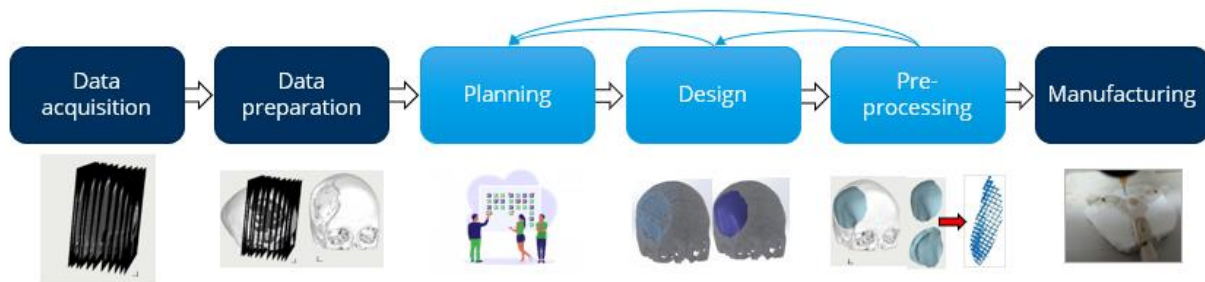 Data
acquisition
Data
preparation
Planning
Design
Pre-
processing
Manufacturing